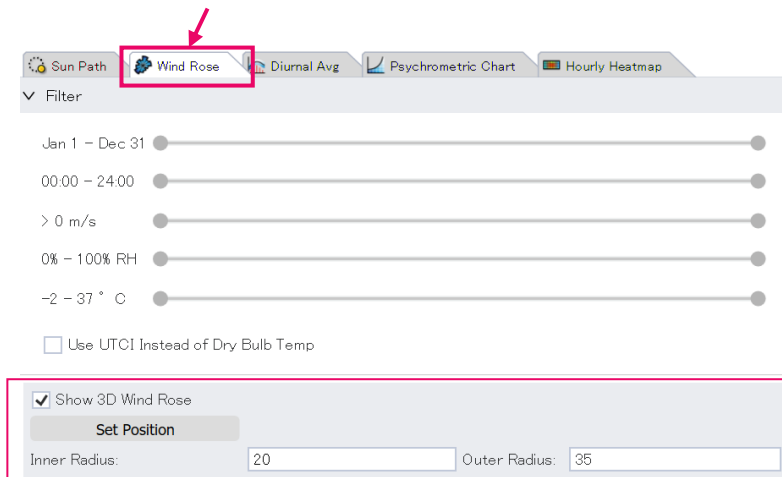 Sun Path Wind Rose Diurnal Avg Psychrometric Chart Hourly Heatmap
Filter
Jan 1 - Dec 31
00:00 - 24:00
> 0 m/s
0% - 100% RH
-2 - 37 ° C
Use UTCI Instead of Dry Bulb Temp
Show 3D Wind Rose
Set Position
Inner Radius: 20 Outer Radius: 35